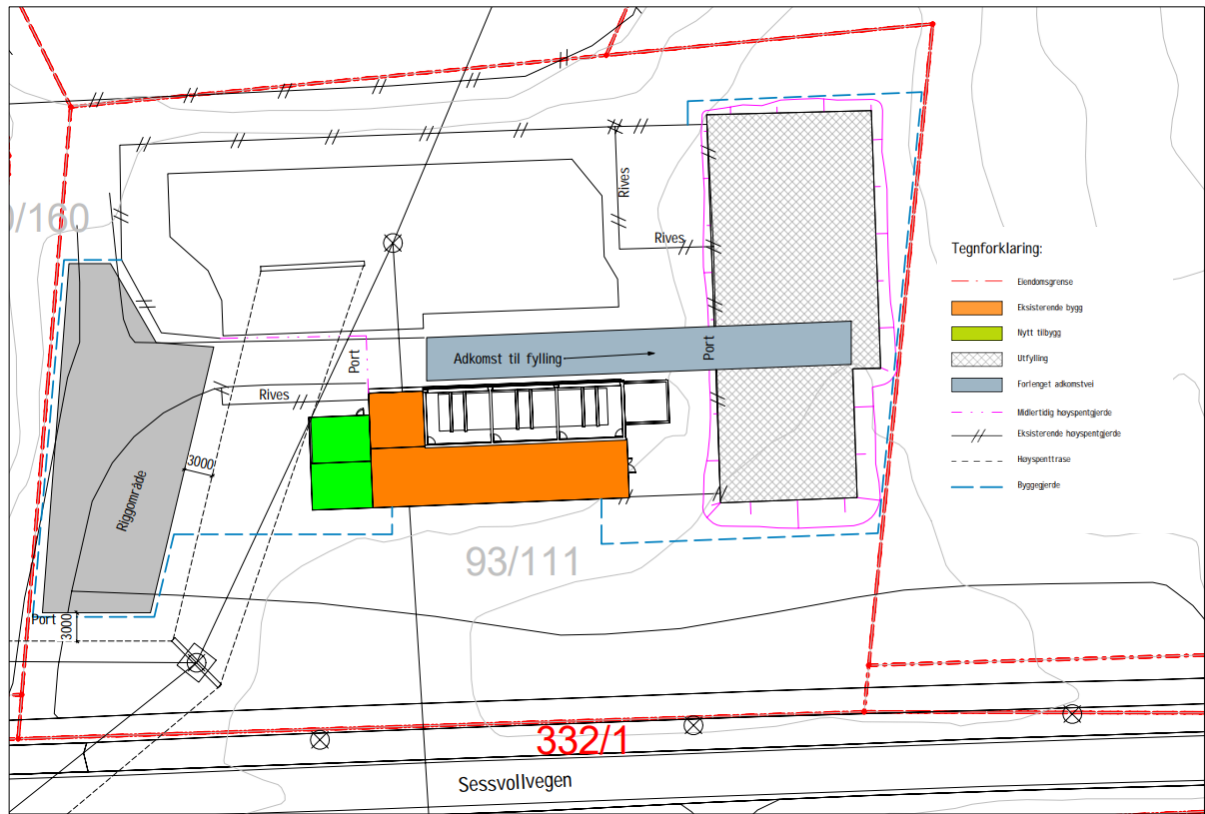 Rives
0/160
Rives
Tegnforklaring:
Eiendomsgrense
Eksisterende bygg
Nytt tilbygg
Utfylling
Forlenget adkomstvei
Midlertidig høyspentgjerde
Eksisterende høyspentgjerde
Høyspenttrase
Byggegjerde
Port
Port
Adkomst til fylling
Rives
3000
Riggområde
93/111
Port
3000
332/1
Sessvollvegen